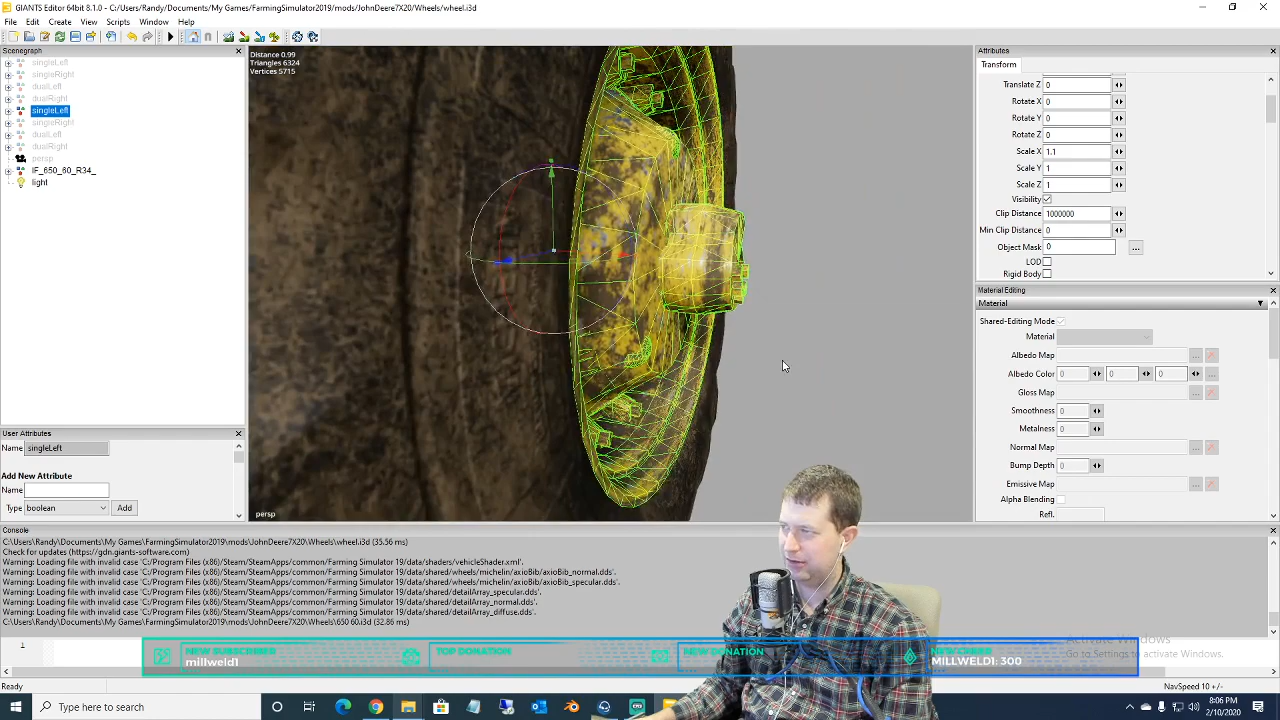 GIANTS Editor 64bit 8.1.0 - C:/Users/Randy/Documents/My Games/FarmingSimulator2019/mods/JohnDeere7X20/Wheels/wheel.i3d
File Edit Create View Scripts Window Help
Scenegraph
singleLeft
singleRight
dualLeft
dualRight
singleLeft
singleRight
dualLeft
dualRight
persp
IF_650_60_R34_
light
Distance 0.99
Triangles 6324
Vertices 5715
persp
Attributes
Transform
Translate Z 0
Rotate X 0
Rotate Y 0
Rotate Z 0
Scale X 1.1
Scale Y 1
Scale Z 1
Visibility
Clip Distance 1000000
Min Clip Distance 0
Object Mask 0 ...
LOD
Rigid Body
Material Editing
Material
Shared-Editing Mode
Material
Albedo Map ...
Albedo Color 0 0 0 ...
Gloss Map ...
Smoothness 0
Metalness 0
Normal Map ...
Bump Depth 0
Emissive Map ...
Alpha Blending
Refl.
User Attributes
Name singleLeft
Add New Attribute
Name
Type boolean Add
Console
C:\Users\Randy\Documents\My Games\FarmingSimulator2019\mods\JohnDeere7X20\Wheels\wheel.i3d (35.56 ms)
Check for updates (https://gdn.giants-software.com)
Warning: Loading file with invalid case 'C:/Program Files (x86)/Steam/SteamApps/common/Farming Simulator 19/data/shaders/vehicleShader.xml'.
Warning: Loading file with invalid case 'C:/Program Files (x86)/Steam/SteamApps/common/Farming Simulator 19/data/shared/wheels/michelin/axioBib/axioBib_normal.dds'.
Warning: Loading file with invalid case 'C:/Program Files (x86)/Steam/SteamApps/common/Farming Simulator 19/data/shared/wheels/michelin/axioBib/axioBib_specular.dds'.
Warning: Loading file with invalid case 'C:/Program Files (x86)/Steam/SteamApps/common/Farming Simulator 19/data/shared/detailArray_specular.dds'.
Warning: Loading file with invalid case 'C:/Program Files (x86)/Steam/SteamApps/common/Farming Simulator 19/data/shared/detailArray_normal.dds'.
Warning: Loading file with invalid case 'C:/Program Files (x86)/Steam/SteamApps/common/Farming Simulator 19/data/shared/detailArray_diffuse.dds'.
C:\Users\Randy\Documents\My Games\FarmingSimulator2019\mods\JohnDeere7X20\Wheels\650 60.i3d (32.86 ms)
1
NEW SUBSCRIBER
millweld1
TOP DONATION
NEW DONATION
MILLWELD1: 300
Activate Windows
Go to Settings to activate Windows.
Ready
NavSpeed 10 +/-
Type here to search
8:06 PM
2/10/2020